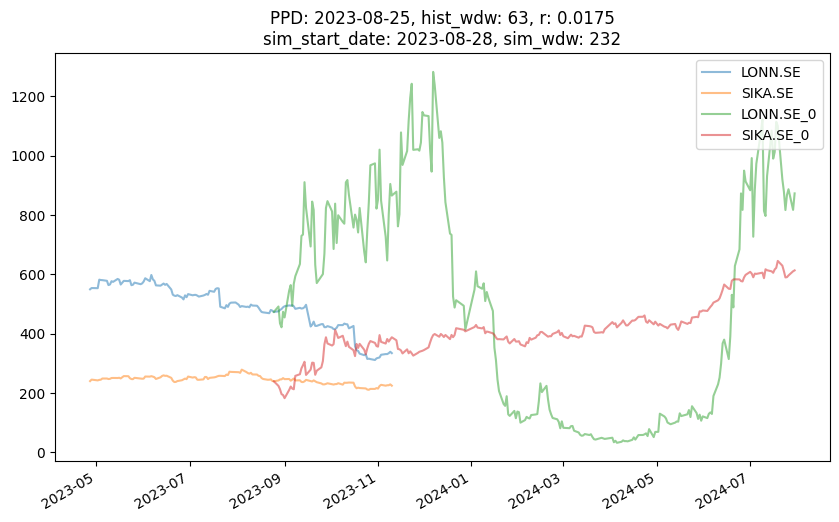 PPD: 2023-08-25, hist_wdw: 63, r: 0.0175
sim_start_date: 2023-08-28, sim_wdw: 232
LONN.SE
SIKA.SE
LONN.SE_0
SIKA.SE_0
1200
1000
800
600
400
200
0
2023-05
2023-07
2023-09
2023-11
2024-01
2024-03
2024-05
2024-07